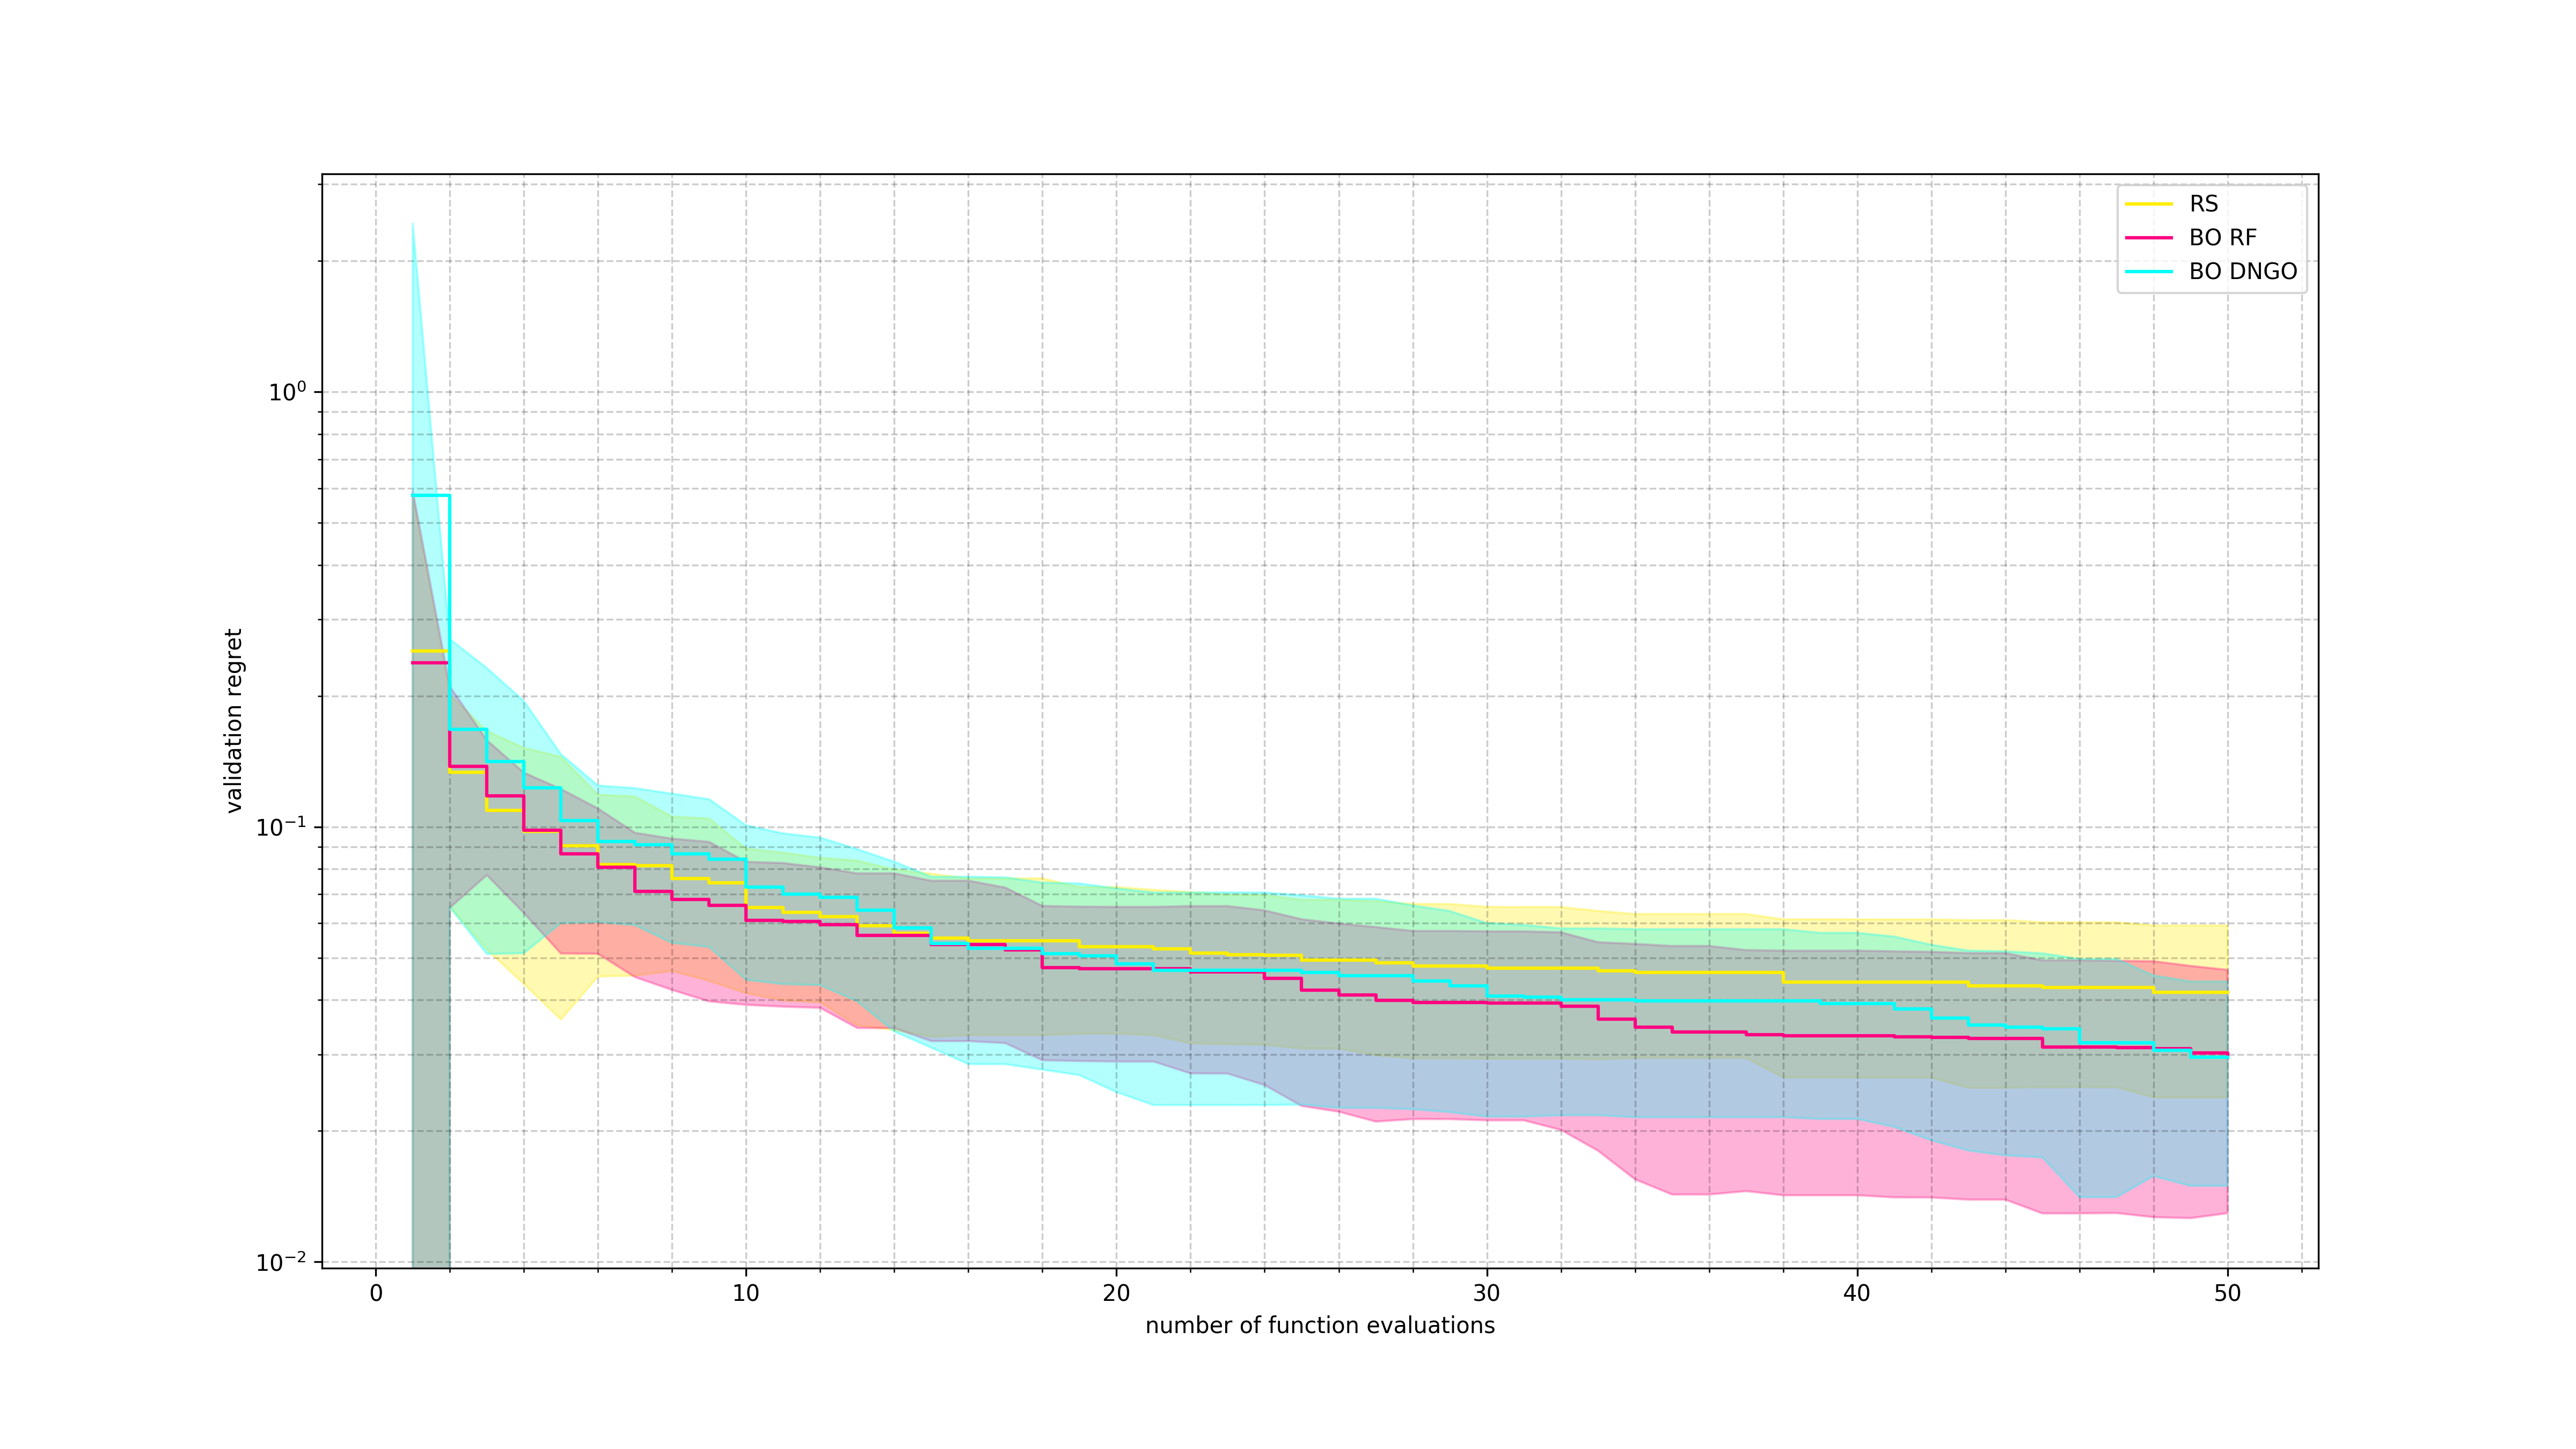 RS
BO RF
BO DNGO
10⁰
10⁻¹
10⁻²
validation regret
0 10 20 30 40 50
number of function evaluations